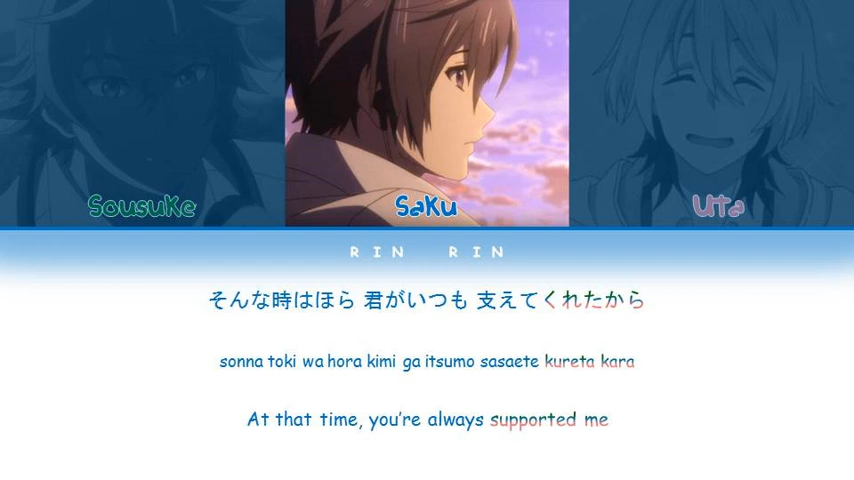 Sousuke
Saku
Uta
RIN RIN
そんな時はほら 君がいつも 支えてくれたから
sonna toki wa hora kimi ga itsumo sasaete kureta kara
At that time, you're always supported me